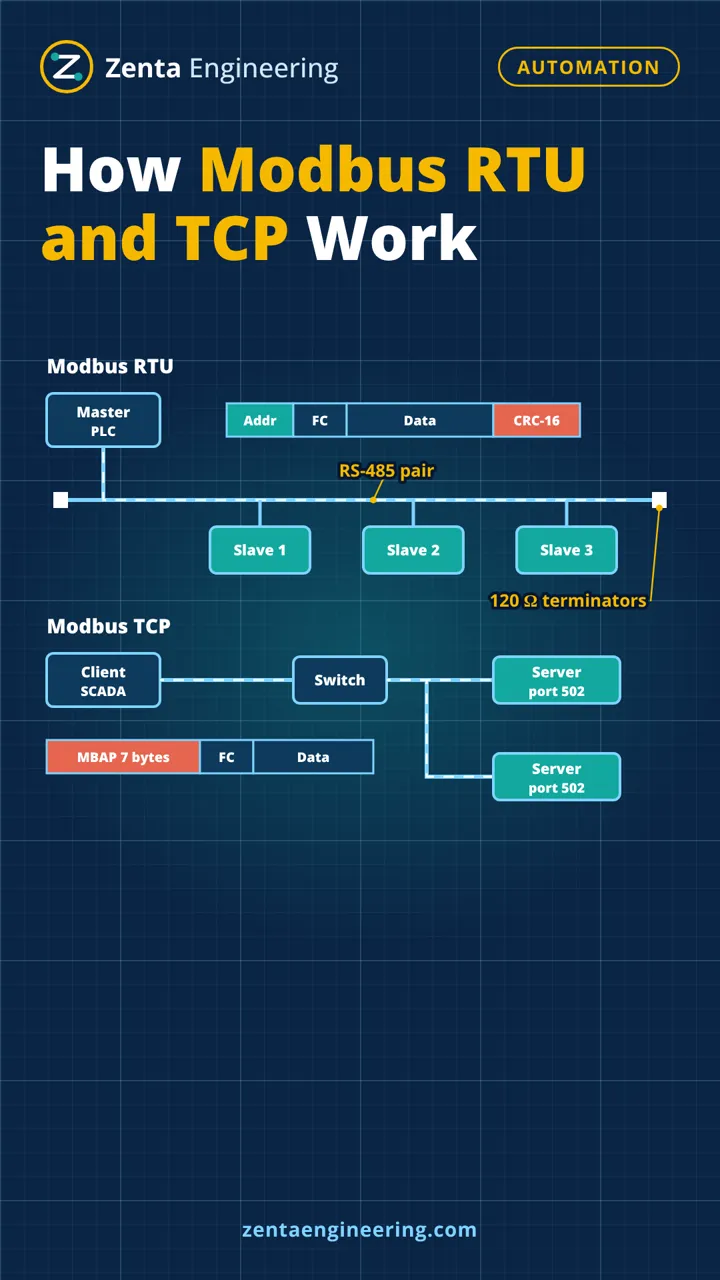 Zenta Engineering
AUTOMATION
How Modbus RTU
and TCP Work
Modbus RTU
Master
PLC
Addr
FC
Data
CRC-16
RS-485 pair
Slave 1
Slave 2
Slave 3
120 Ω terminators
Modbus TCP
Client
SCADA
Switch
Server
port 502
MBAP 7 bytes
FC
Data
Server
port 502
zentaengineering.com